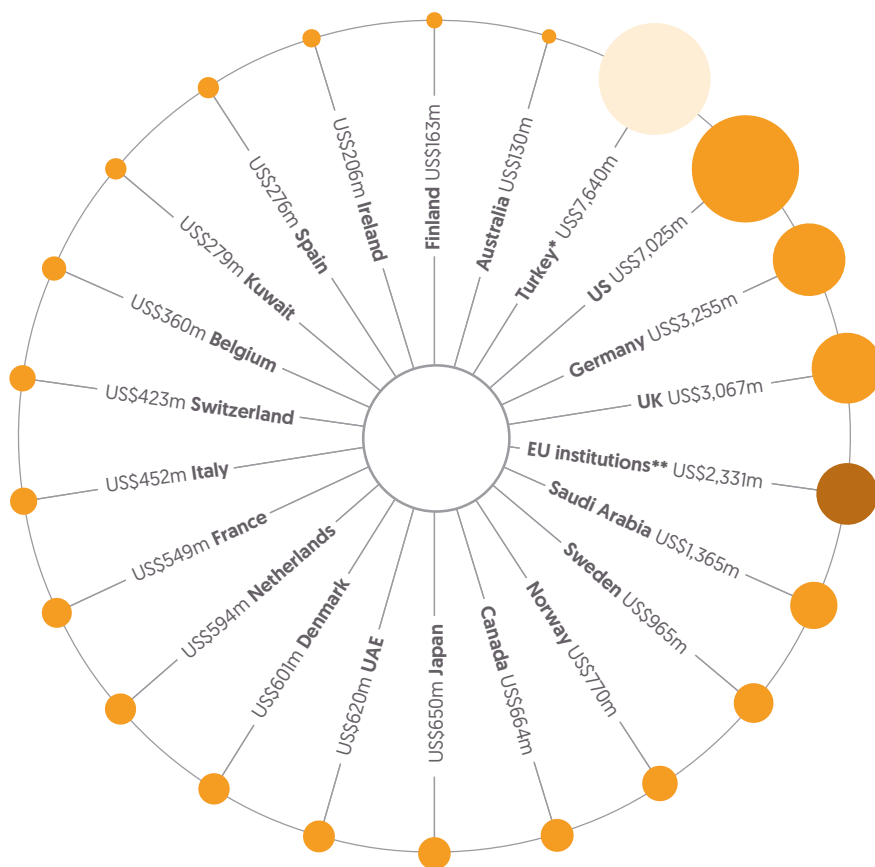 Turkey* US$7,640m
US US$7,025m
Germany US$3,255m
UK US$3,067m
EU institutions** US$2,331m
Saudi Arabia US$1,365m
Sweden US$965m
Norway US$770m
Canada US$664m
US$650m Japan
US$620m UAE
US$601m Denmark
US$594m Netherlands
US$549m France
US$452m Italy
US$423m Switzerland
US$360m Belgium
US$279m Kuwait
US$276m Spain
US$206m Ireland
Finland US$163m
Australia US$130m